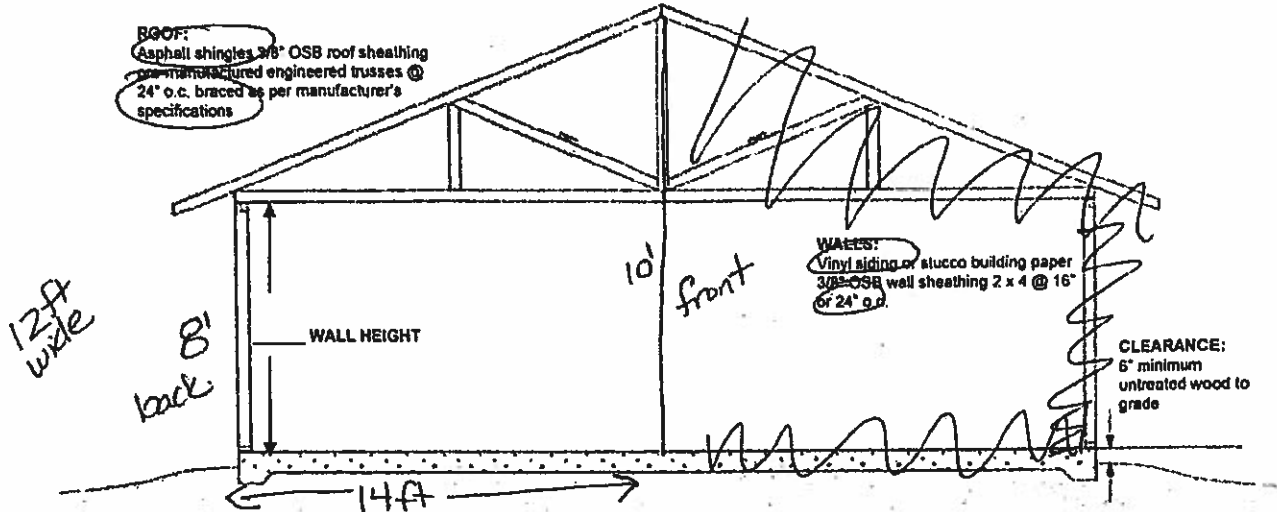 ROOF:
Asphalt shingles 3/8" OSB roof sheathing
pre-manufactured engineered trusses @
24" o.c. braced as per manufacturer's
specifications
10'
front
WALLS:
Vinyl siding or stucco building paper
3/8" OSB wall sheathing 2 x 4 @ 16"
or 24" o.c.
12ft
wide
8'
back
WALL HEIGHT
CLEARANCE:
6" minimum
untreated wood to
grade
14ft